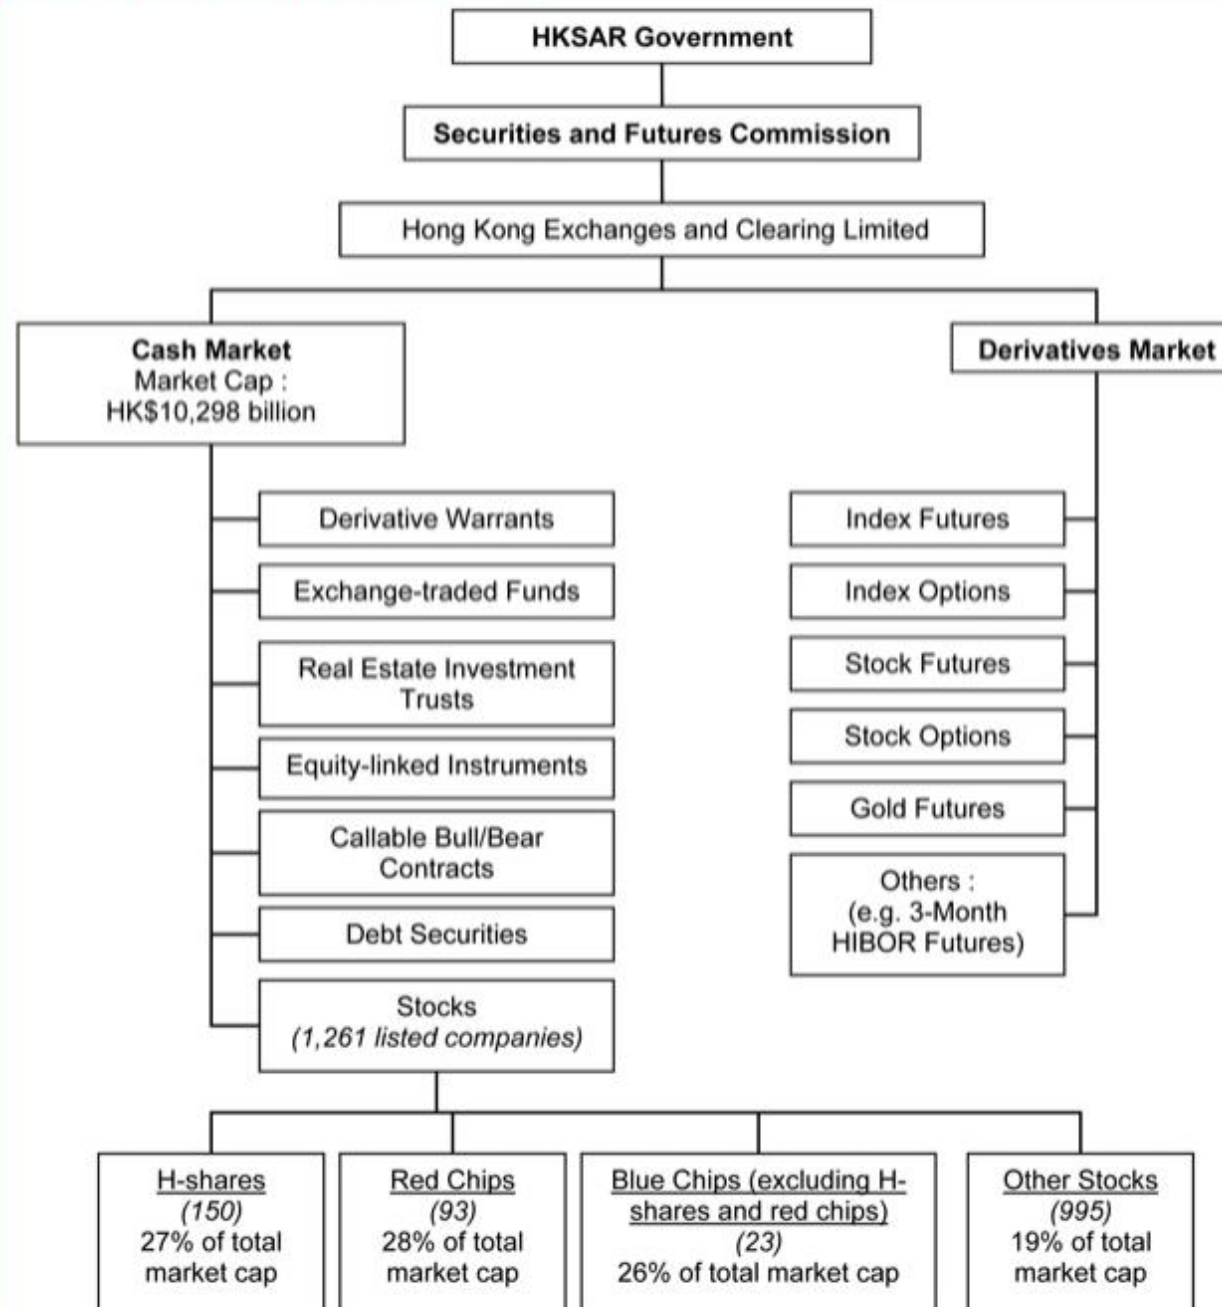 HKSAR Government
Securities and Futures Commission
Hong Kong Exchanges and Clearing Limited
Cash Market
Market Cap :
HK$10,298 billion
Derivatives Market
Derivative Warrants
Exchange-traded Funds
Real Estate Investment
Trusts
Equity-linked Instruments
Callable Bull/Bear
Contracts
Debt Securities
Stocks
(1,261 listed companies)
Index Futures
Index Options
Stock Futures
Stock Options
Gold Futures
Others :
(e.g. 3-Month
HIBOR Futures)
H-shares
(150)
27% of total
market cap
Red Chips
(93)
28% of total
market cap
Blue Chips (excluding H-
shares and red chips)
(23)
26% of total market cap
Other Stocks
(995)
19% of total
market cap